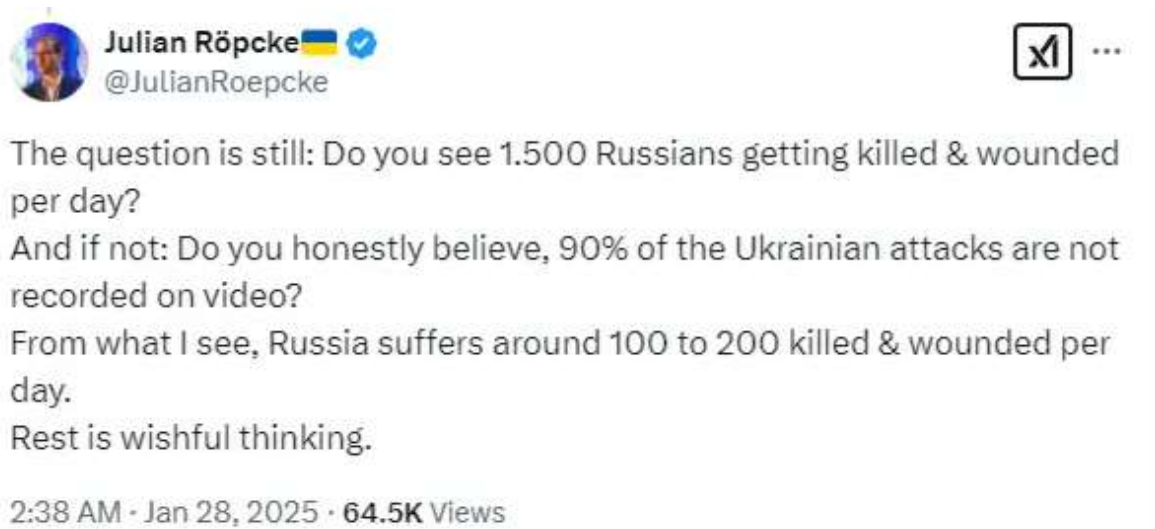 Julian Röpcke🇺🇦
@JulianRoepcke
The question is still: Do you see 1.500 Russians getting killed & wounded
per day?
And if not: Do you honestly believe, 90% of the Ukrainian attacks are not
recorded on video?
From what I see, Russia suffers around 100 to 200 killed & wounded per
day.
Rest is wishful thinking.
2:38 AM · Jan 28, 2025 · 64.5K Views